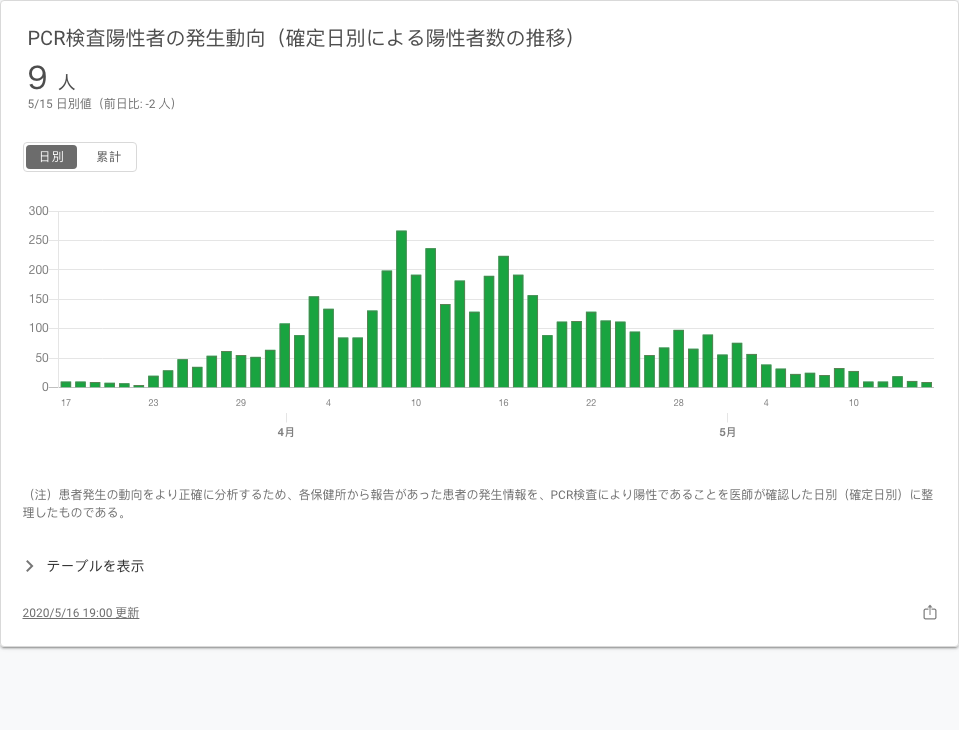 PCR検査陽性者の発生動向（確定日別による陽性者数の推移）
9 人
5/15 日別値（前日比: -2 人）
日別 累計
300
250
200
150
100
50
0
17 23 29 4 10 16 22 28 4 10
4月 5月
（注）患者発生の動向をより正確に分析するため、各保健所から報告があった患者の発生情報を、PCR検査により陽性であることを医師が確認した日別（確定日別）に整
理したものである。
テーブルを表示
2020/5/16 19:00 更新